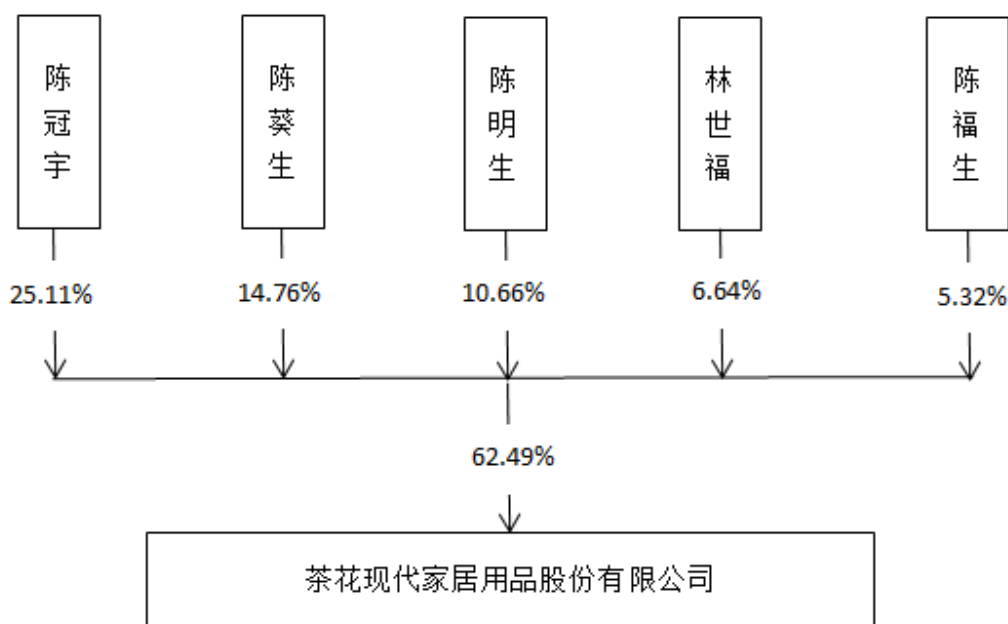 陈冠宇
陈葵生
陈明生
林世福
陈福生
25.11%
14.76%
10.66%
6.64%
5.32%
62.49%
茶花现代家居用品股份有限公司